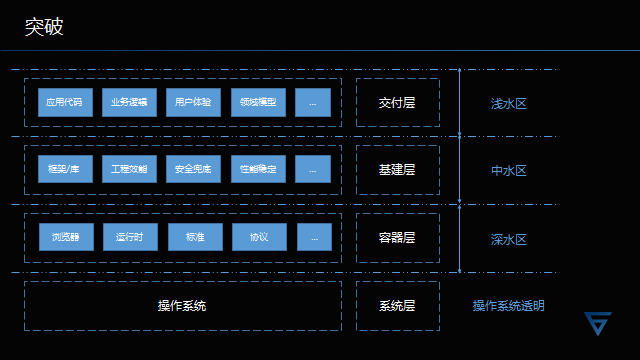 突破
应用代码 业务逻辑 用户体验 领域模型 ... 交付层 浅水区
框架/库 工程效能 安全兜底 性能稳定 ... 基建层 中水区
浏览器 运行时 标准 协议 ... 容器层 深水区
操作系统 系统层 操作系统透明